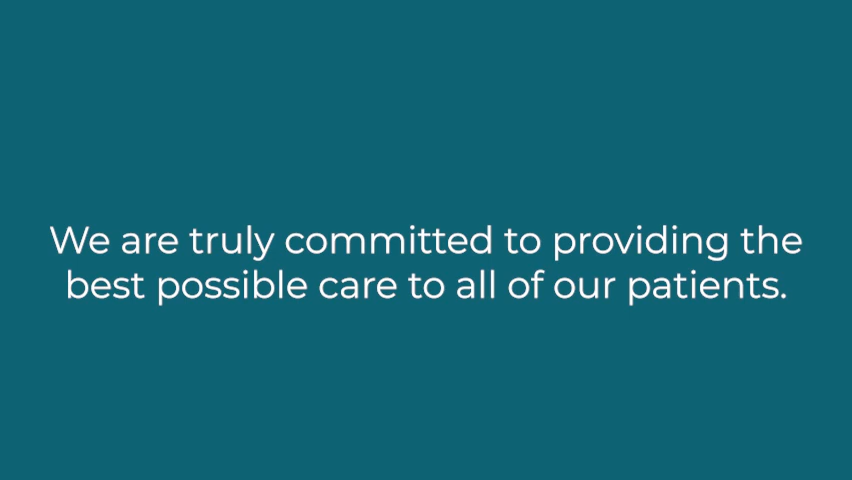 We are truly committed to providing the
best possible care to all of our patients.